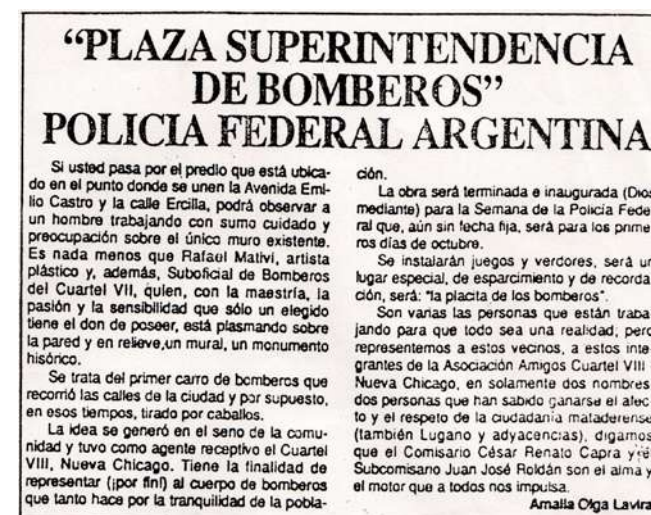 “PLAZA SUPERINTENDENCIA
DE BOMBEROS”
POLICIA FEDERAL ARGENTINA
Si usted pasa por el predio que está ubica-
do en el punto donde se unen la Avenida Emi-
lio Castro y la calle Ercilla, podrá observar a
un hombre trabajando con sumo cuidado y
preocupación sobre el único muro existente.
Es nada menos que Rafael Mativí, artista
plástico y, además, Suboficial de Bomberos
del Cuartel VII, quien, con la maestría, la
pasión y la sensibilidad que sólo un elegido
tiene el don de poseer, está plasmando sobre
la pared y en relieve,un mural, un monumento
hisórico.
Se trata del primer carro de bomberos que
recorrió las calles de la ciudad y por supuesto,
en esos tiempos, tirado por caballos.
La idea se generó en el seno de la comu-
nidad y tuvo como agente receptivo el Cuartel
VIII, Nueva Chicago. Tiene la finalidad de
representar (¡por fin!) al cuerpo de bomberos
que tanto hace por la tranquilidad de la pobla-
ción.
La obra será terminada e inaugurada (Dios
mediante) para la Semana de la Policía Fede
ral que, aún sin fecha fija, será para los prime
ros días de octubre.
Se instalarán juegos y verdores, será un
lugar especial, de esparcimiento y de recorda
ción, será: "la placita de los bomberos".
Son varias las personas que están traba
jando para que todo sea una realidad; pero
representemos a estos vecinos, a estos inte
grantes de la Asociación Amigos Cuartel VIII
Nueva Chicago, en solamente dos nombres
dos personas que han sabido ganarse el afec
to y el respeto de la ciudadanía mataderense
(también Lugano y adyacencias), digamos
que el Comisario César Renato Capra y el
Subcomisario Juan José Roldán son el alma y
el motor que a todos nos impulsa.
Amalia Olga Lavira